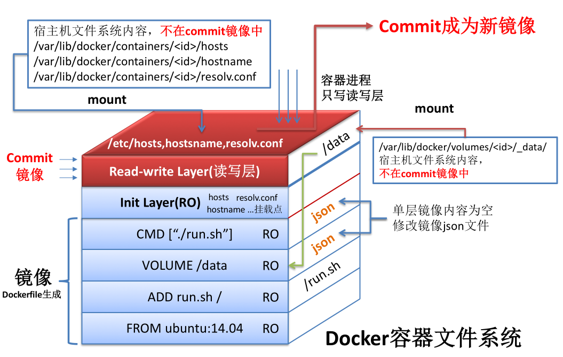 宿主机文件系统内容，不在commit镜像中
/var/lib/docker/containers/<id>/hosts
/var/lib/docker/containers/<id>/hostname
/var/lib/docker/containers/<id>/resolv.conf
Commit成为新镜像
容器进程
只写读写层
mount
mount
/etc/hosts,hostsname,resolv.conf
/data
/var/lib/docker/volumes/<id>/_data/
宿主机文件系统内容，
不在commit镜像中
Commit
镜像
Read-write Layer(读写层)
Init Layer(RO) hosts resolv.conf
hostname ...挂载点
json
单层镜像内容为空
修改镜像json文件
CMD [“./run.sh”] RO
json
VOLUME /data RO
/run.sh
镜像
Dockerfile生成
ADD run.sh / RO
FROM ubuntu:14.04 RO
Docker容器文件系统